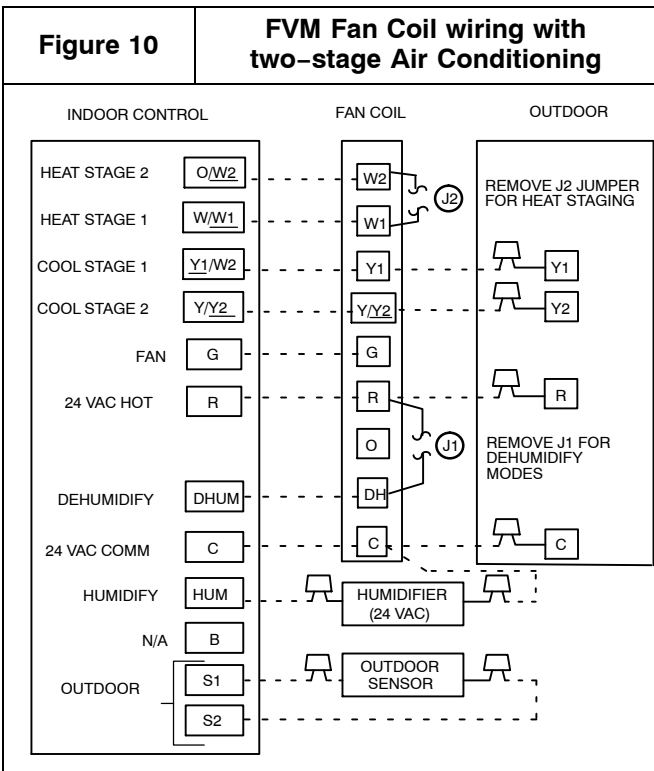 Figure 10
FVM Fan Coil wiring with
two−stage Air Conditioning
INDOOR CONTROL
FAN COIL
OUTDOOR
HEAT STAGE 2
O/W2
W2
J2
REMOVE J2 JUMPER
FOR HEAT STAGING
HEAT STAGE 1
W/W1
W1
COOL STAGE 1
Y1/W2
Y1
Y1
COOL STAGE 2
Y/Y2
Y/Y2
Y2
FAN
G
G
24 VAC HOT
R
R
R
O
J1
REMOVE J1 FOR
DEHUMIDIFY
MODES
DEHUMIDIFY
DHUM
DH
24 VAC COMM
C
C
C
HUMIDIFY
HUM
HUMIDIFIER
(24 VAC)
N/A
B
OUTDOOR
S1
OUTDOOR
SENSOR
S2